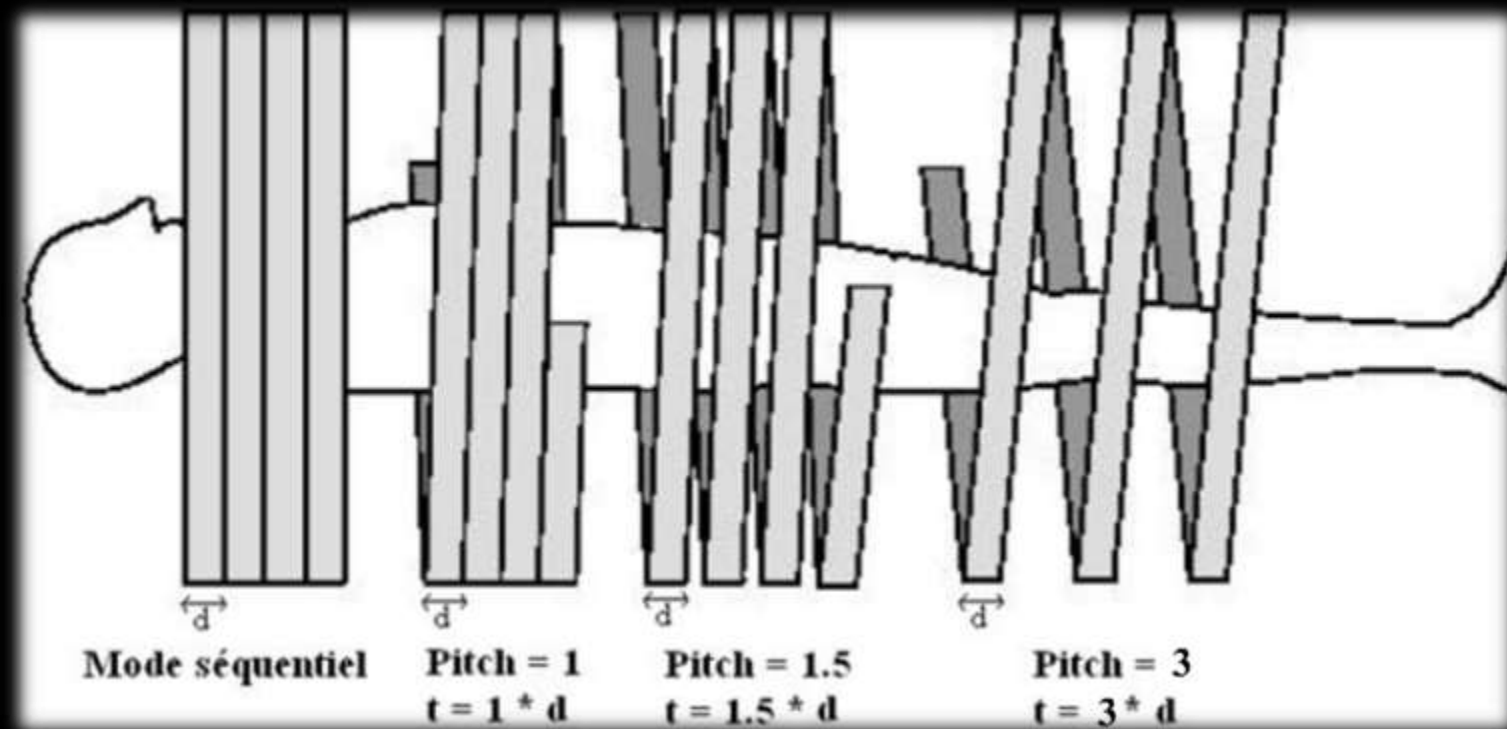 d
d
d
d
Mode séquentiel
Pitch = 1
t = 1 * d
Pitch = 1.5
t = 1.5 * d
Pitch = 3
t = 3 * d